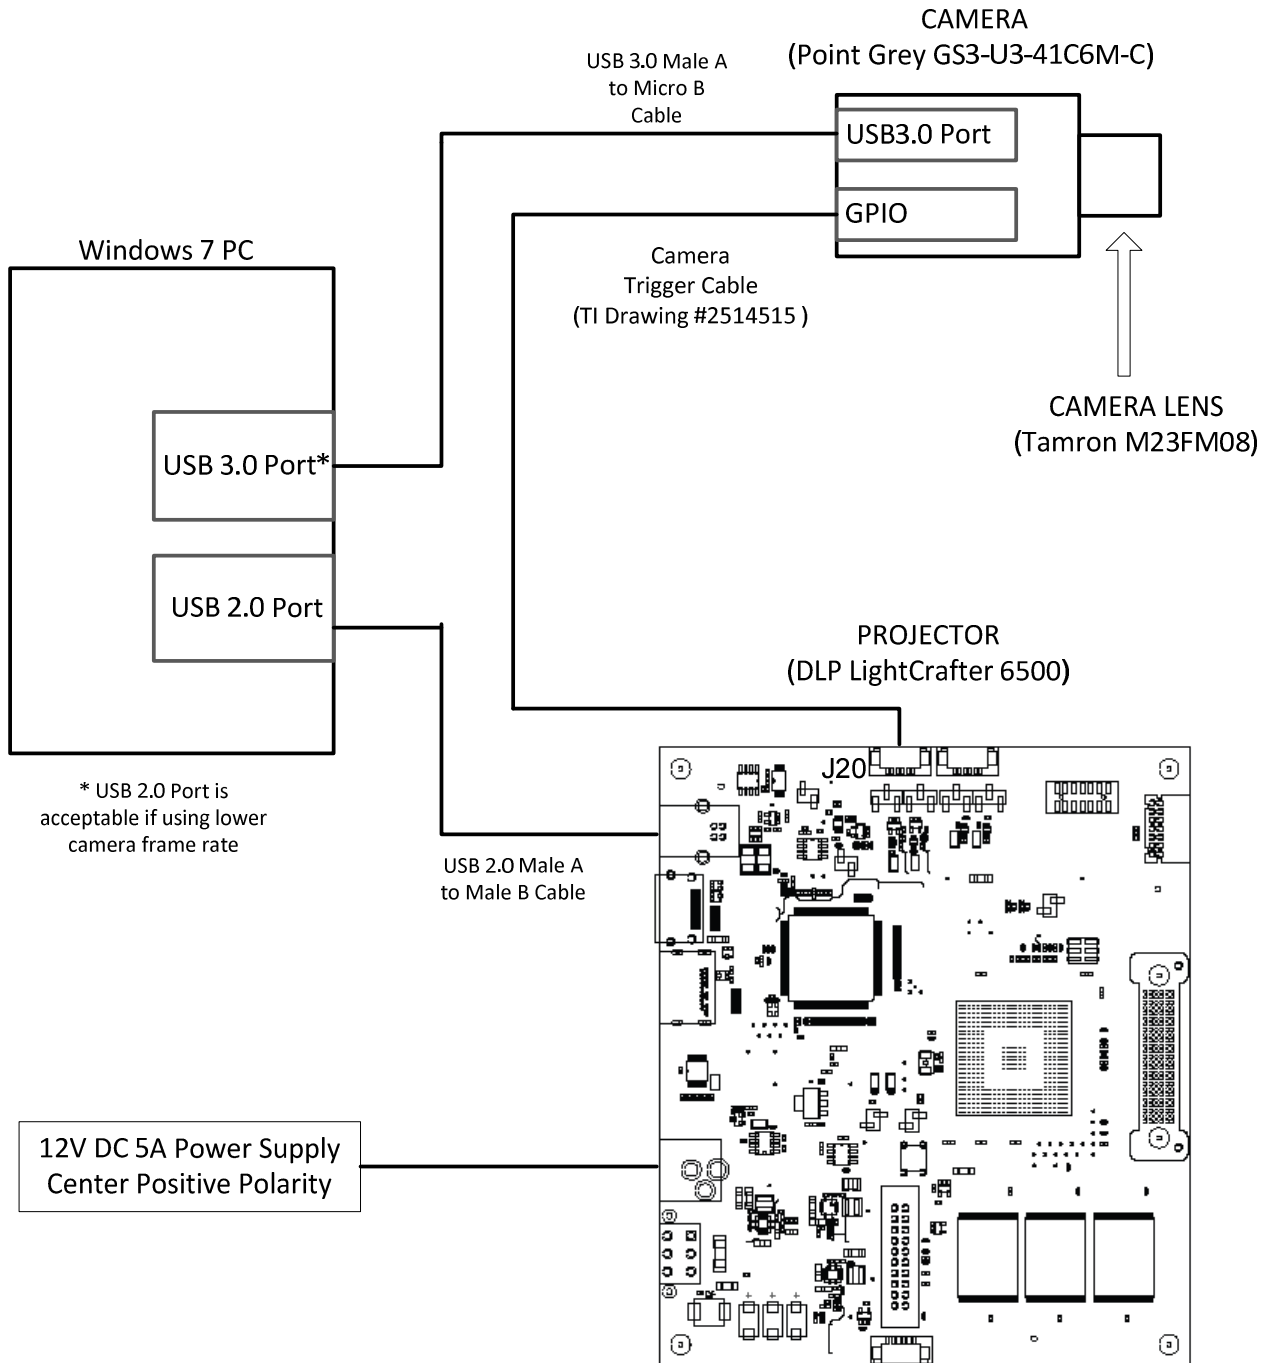 CAMERA
(Point Grey GS3-U3-41C6M-C)
USB 3.0 Male A
to Micro B
Cable
USB3.0 Port
GPIO
Windows 7 PC
Camera
Trigger Cable
(TI Drawing #2514515 )
CAMERA LENS
(Tamron M23FM08)
USB 3.0 Port*
USB 2.0 Port
PROJECTOR
(DLP LightCrafter 6500)
J20
* USB 2.0 Port is
acceptable if using lower
camera frame rate
USB 2.0 Male A
to Male B Cable
12V DC 5A Power Supply
Center Positive Polarity